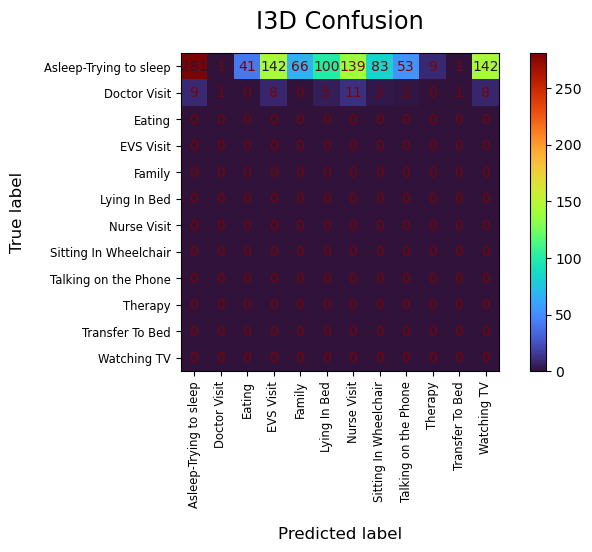 I3D Confusion
True label
Asleep-Trying to sleep 281 41 142 66 100 139 83 53 9 142
Doctor Visit 9 1 0 8 0 5 11 2 2 0 1 8
Eating 0 0 0 0 0 0 0 0 0 0 0 0
EVS Visit 0 0 0 0 0 0 0 0 0 0 0 0
Family 0 0 0 0 0 0 0 0 0 0 0 0
Lying In Bed 0 0 0 0 0 0 0 0 0 0 0 0
Nurse Visit 0 0 0 0 0 0 0 0 0 0 0 0
Sitting In Wheelchair 0 0 0 0 0 0 0 0 0 0 0 0
Talking on the Phone 0 0 0 0 0 0 0 0 0 0 0 0
Therapy 0 0 0 0 0 0 0 0 0 0 0 0
Transfer To Bed 0 0 0 0 0 0 0 0 0 0 0 0
Watching TV 0 0 0 0 0 0 0 0 0 0 0 0
Asleep-Trying to sleep
Doctor Visit
Eating
EVS Visit
Family
Lying In Bed
Nurse Visit
Sitting In Wheelchair
Talking on the Phone
Therapy
Transfer To Bed
Watching TV
Predicted label
250
200
150
100
50
0